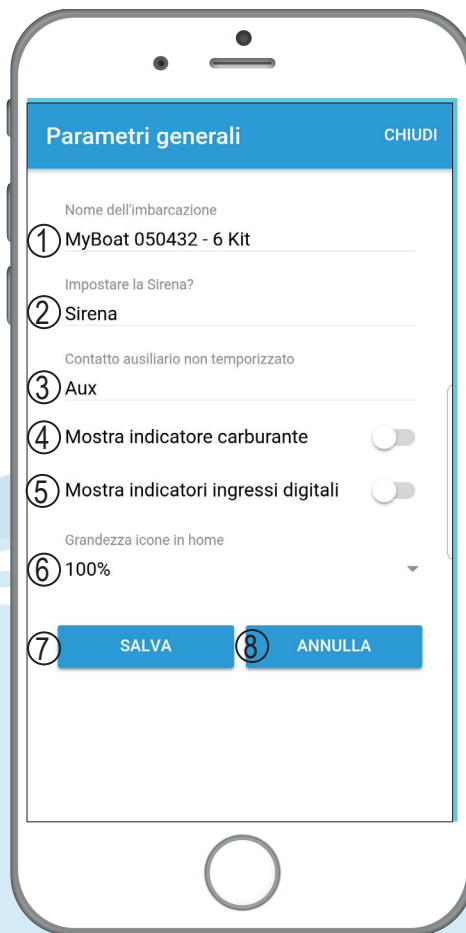 Parametri generali CHIUDI
Nome dell'imbarcazione
① MyBoat 050432 - 6 Kit
Impostare la Sirena?
② Sirena
Contatto ausiliario non temporizzato
③ Aux
④ Mostra indicatore carburante
⑤ Mostra indicatori ingressi digitali
Grandezza icone in home
⑥ 100%
⑦ SALVA ⑧ ANNULLA